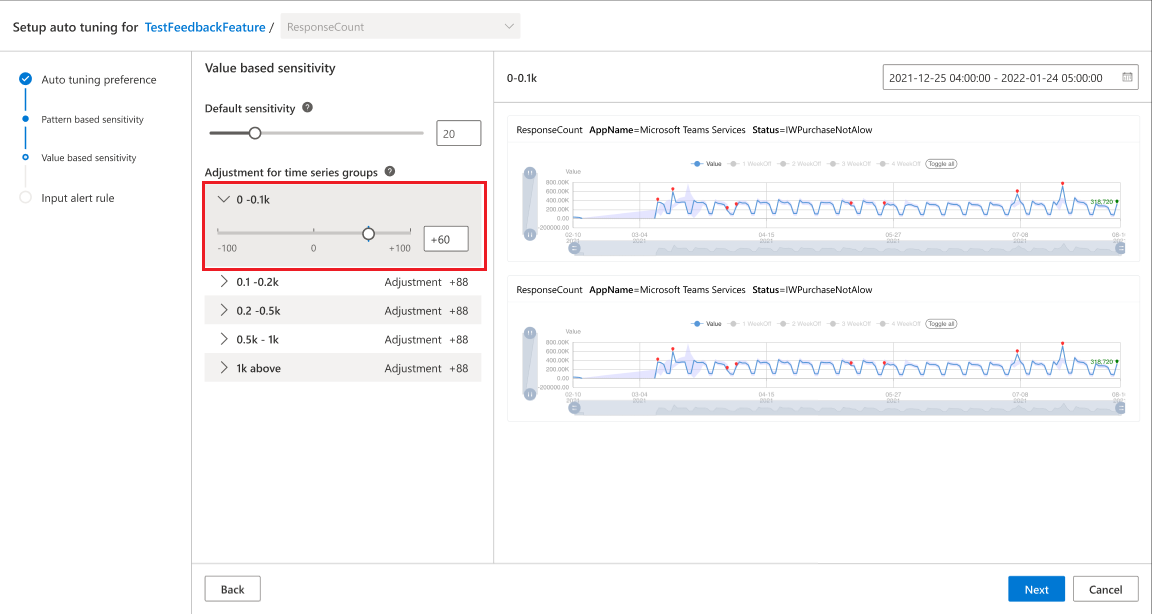 Setup auto tuning for TestFeedbackFeature / ResponseCount
Auto tuning preference
Pattern based sensitivity
Value based sensitivity
Input alert rule
Value based sensitivity
Default sensitivity ?
20
Adjustment for time series groups ?
0 -0.1k
-100 0 +100 +60
0.1 -0.2k Adjustment +88
0.2 -0.5k Adjustment +88
0.5k - 1k Adjustment +88
1k above Adjustment +88
0-0.1k
2021-12-25 04:00:00 - 2022-01-24 05:00:00
ResponseCount AppName=Microsoft Teams Services Status=IWPurchaseNotAlow
Value 1 WeekOff 2 WeekOff 3 WeekOff 4 WeekOff Toggle all
Value
800.00K
600.00K
400.00K
200.00K
0.00
-200000.00
318,720
02-10 2021
03-04 2021
04-15 2021
05-27 2021
07-08 2021
ResponseCount AppName=Microsoft Teams Services Status=IWPurchaseNotAlow
Value 1 WeekOff 2 WeekOff 3 WeekOff 4 WeekOff Toggle all
Value
800.00K
600.00K
400.00K
200.00K
0.00
-200000.00
318,720
02-10 2021
03-04 2021
04-15 2021
05-27 2021
07-08 2021
Back
Next
Cancel